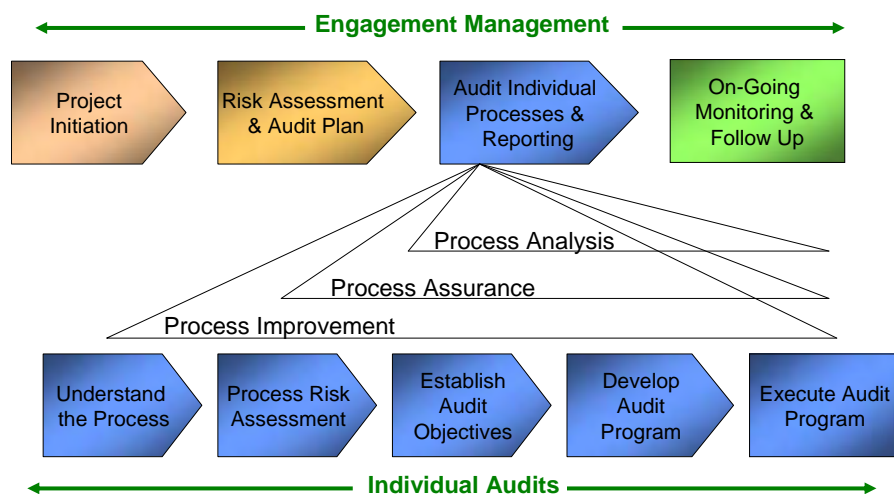 Engagement Management
Project
Initiation
Risk Assessment
& Audit Plan
Audit Individual
Processes &
Reporting
On-Going
Monitoring &
Follow Up
Process Analysis
Process Assurance
Process Improvement
Understand
the Process
Process Risk
Assessment
Establish
Audit
Objectives
Develop
Audit
Program
Execute Audit
Program
Individual Audits